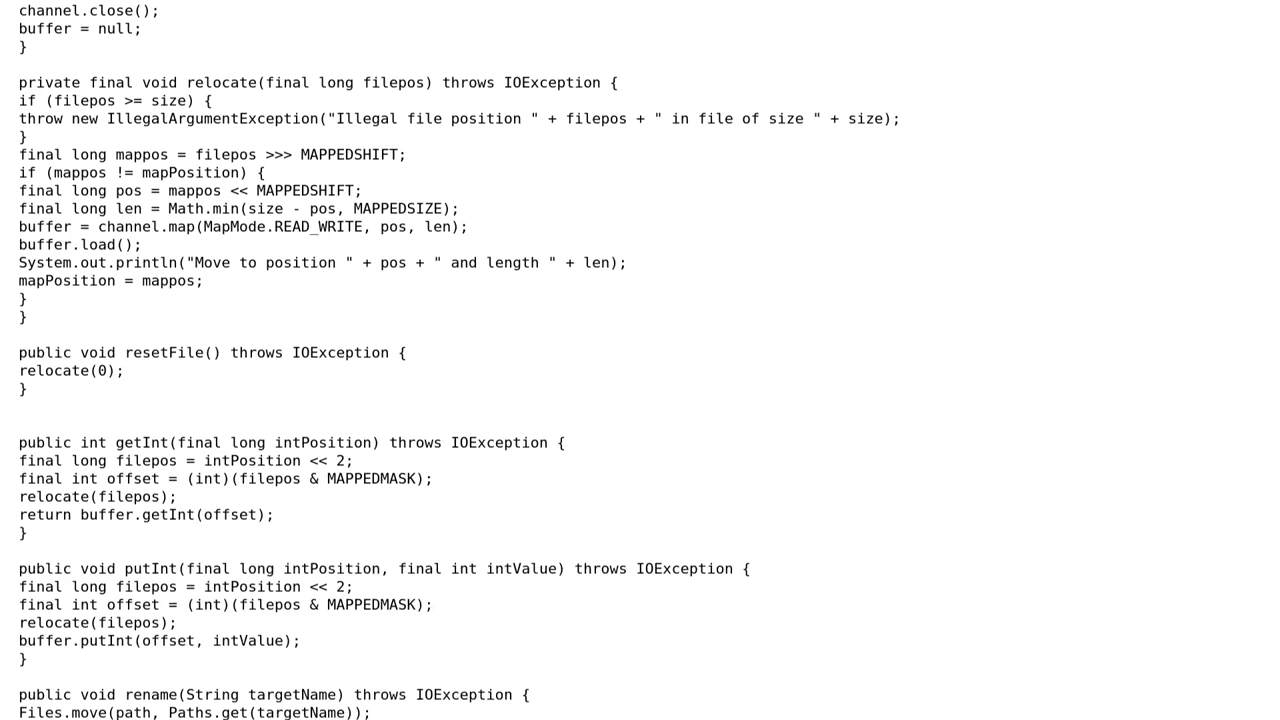 channel.close();
buffer = null;
}
private final void relocate(final long filepos) throws IOException {
if (filepos >= size) {
throw new IllegalArgumentException("Illegal file position " + filepos + " in file of size " + size);
}
final long mappos = filepos >>> MAPPEDSHIFT;
if (mappos != mapPosition) {
final long pos = mappos << MAPPEDSHIFT;
final long len = Math.min(size - pos, MAPPEDSIZE);
buffer = channel.map(MapMode.READ_WRITE, pos, len);
buffer.load();
System.out.println("Move to position " + pos + " and length " + len);
mapPosition = mappos;
}
}
public void resetFile() throws IOException {
relocate(0);
}
public int getInt(final long intPosition) throws IOException {
final long filepos = intPosition << 2;
final int offset = (int)(filepos & MAPPEDMASK);
relocate(filepos);
return buffer.getInt(offset);
}
public void putInt(final long intPosition, final int intValue) throws IOException {
final long filepos = intPosition << 2;
final int offset = (int)(filepos & MAPPEDMASK);
relocate(filepos);
buffer.putInt(offset, intValue);
}
public void rename(String targetName) throws IOException {
Files.move(path, Paths.get(targetName));